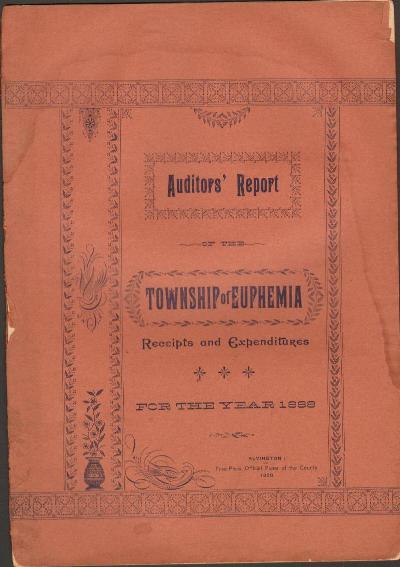 Auditors' Report
OF THE
TOWNSHIP of EUPHEMIA
Receipts and Expenditures
FOR THE YEAR 1888
ALVINSTON:
Free Press, Official Paper of the County